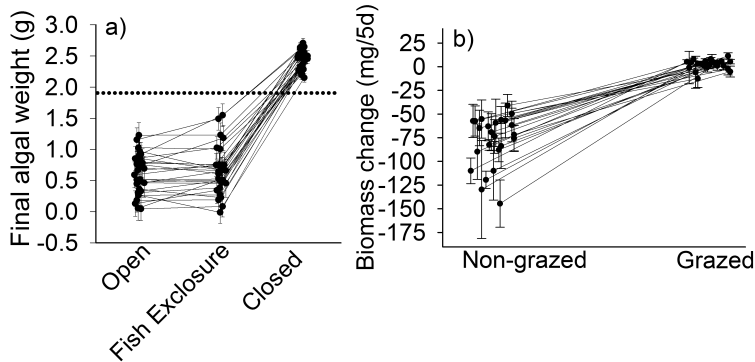 a)
Final algal weight (g)
3.0
2.5
2.0
1.5
1.0
0.5
0.0
-0.5
Open
Fish Exclosure
Closed
b)
Biomass change (mg/5d)
25
0
-25
-50
-75
-100
-125
-150
-175
Non-grazed
Grazed